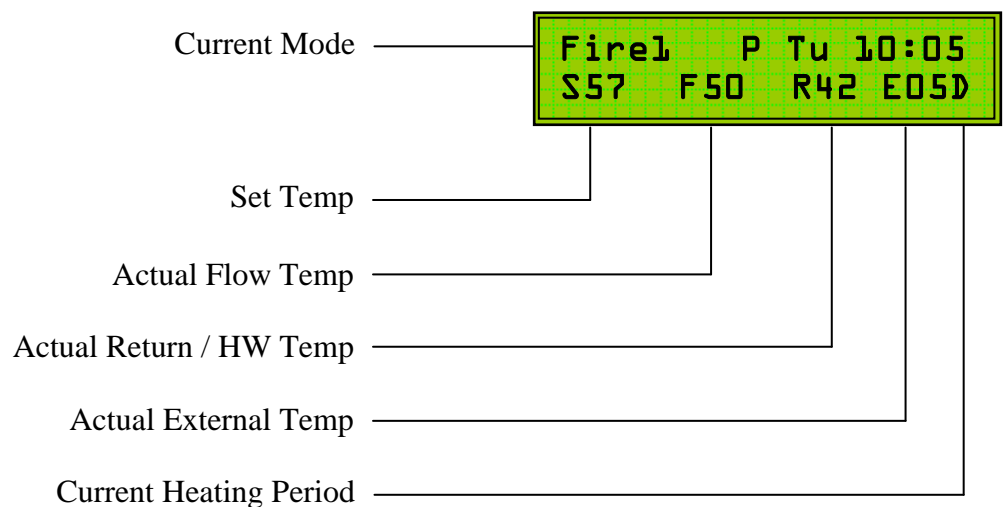 Current Mode
Fire1 P Tu 10:05
S57 F50 R42 E05D
Set Temp
Actual Flow Temp
Actual Return / HW Temp
Actual External Temp
Current Heating Period